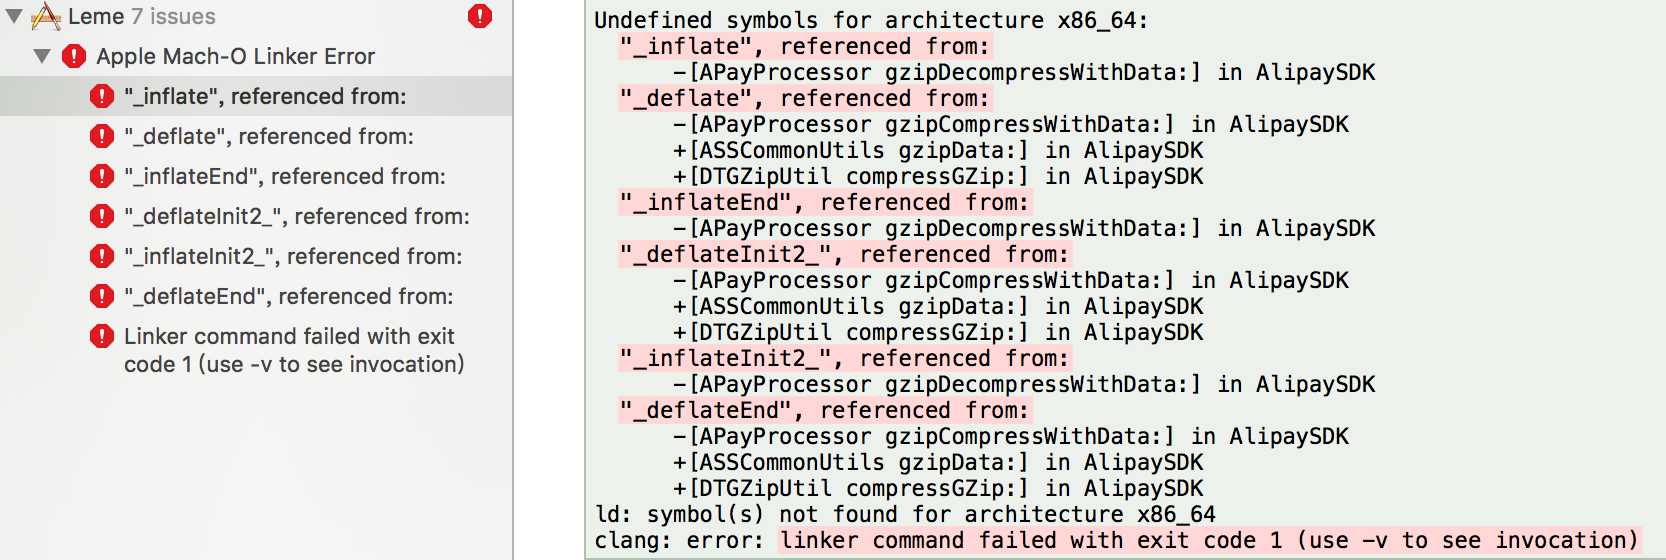 Leme 7 issues
Apple Mach-O Linker Error
"_inflate", referenced from:
"_deflate", referenced from:
"_inflateEnd", referenced from:
"_deflateInit2_", referenced from:
"_inflateInit2_", referenced from:
"_deflateEnd", referenced from:
Linker command failed with exit
code 1 (use -v to see invocation)
Undefined symbols for architecture x86_64:
"_inflate", referenced from:
-[APayProcessor gzipDecompressWithData:] in AlipaySDK
"_deflate", referenced from:
-[APayProcessor gzipCompressWithData:] in AlipaySDK
+[ASSCommonUtils gzipData:] in AlipaySDK
+[DTGZipUtil compressGZip:] in AlipaySDK
"_inflateEnd", referenced from:
-[APayProcessor gzipDecompressWithData:] in AlipaySDK
"_deflateInit2_", referenced from:
-[APayProcessor gzipCompressWithData:] in AlipaySDK
+[ASSCommonUtils gzipData:] in AlipaySDK
+[DTGZipUtil compressGZip:] in AlipaySDK
"_inflateInit2_", referenced from:
-[APayProcessor gzipDecompressWithData:] in AlipaySDK
"_deflateEnd", referenced from:
-[APayProcessor gzipCompressWithData:] in AlipaySDK
+[ASSCommonUtils gzipData:] in AlipaySDK
+[DTGZipUtil compressGZip:] in AlipaySDK
ld: symbol(s) not found for architecture x86_64
clang: error: linker command failed with exit code 1 (use -v to see invocation)